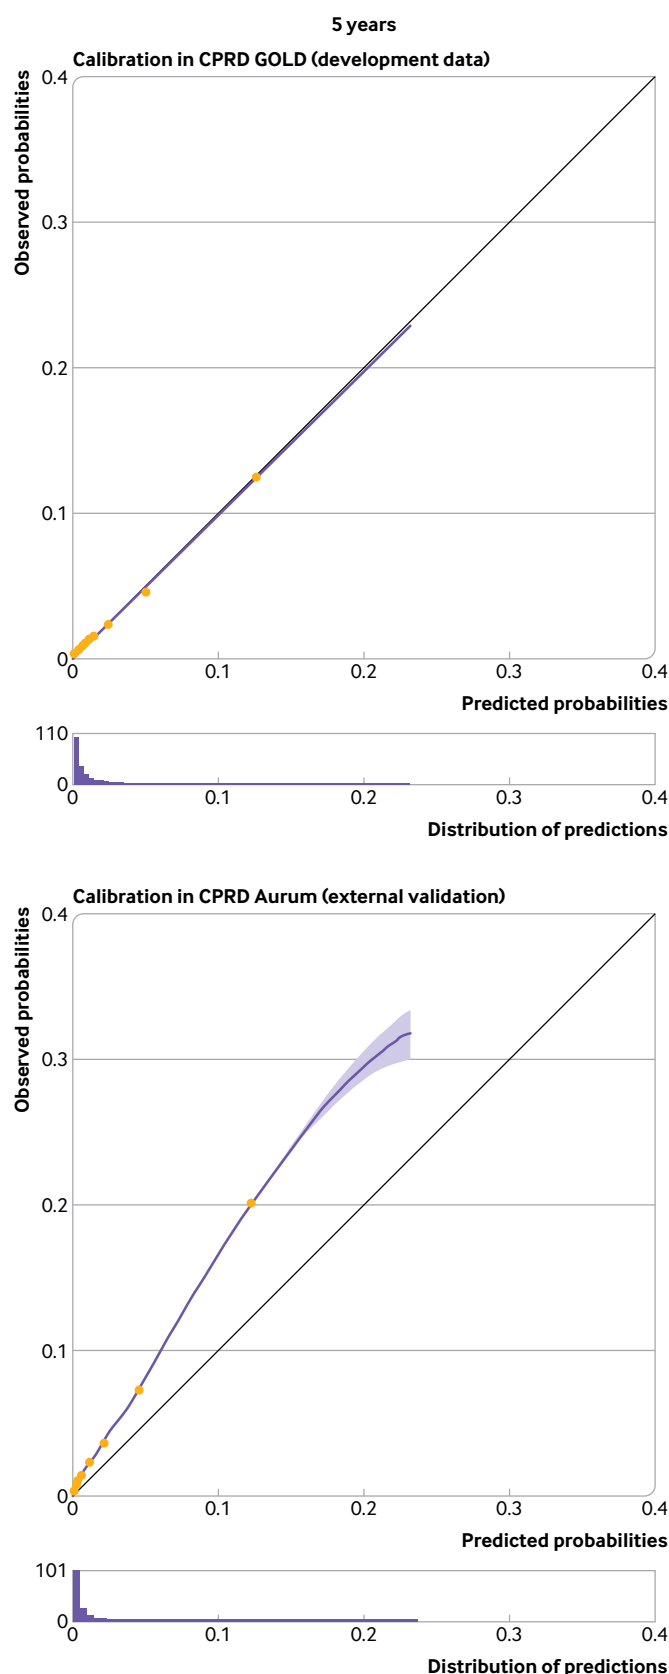 5 years
Calibration in CPRD GOLD (development data)
Observed probabilities
0.4
0.3
0.2
0.1
0
0 0.1 0.2 0.3 0.4
Predicted probabilities
110
0
0 0.1 0.2 0.3 0.4
Distribution of predictions
Calibration in CPRD Aurum (external validation)
Observed probabilities
0.4
0.3
0.2
0.1
0
0 0.1 0.2 0.3 0.4
Predicted probabilities
101
0
0 0.1 0.2 0.3 0.4
Distribution of predictions